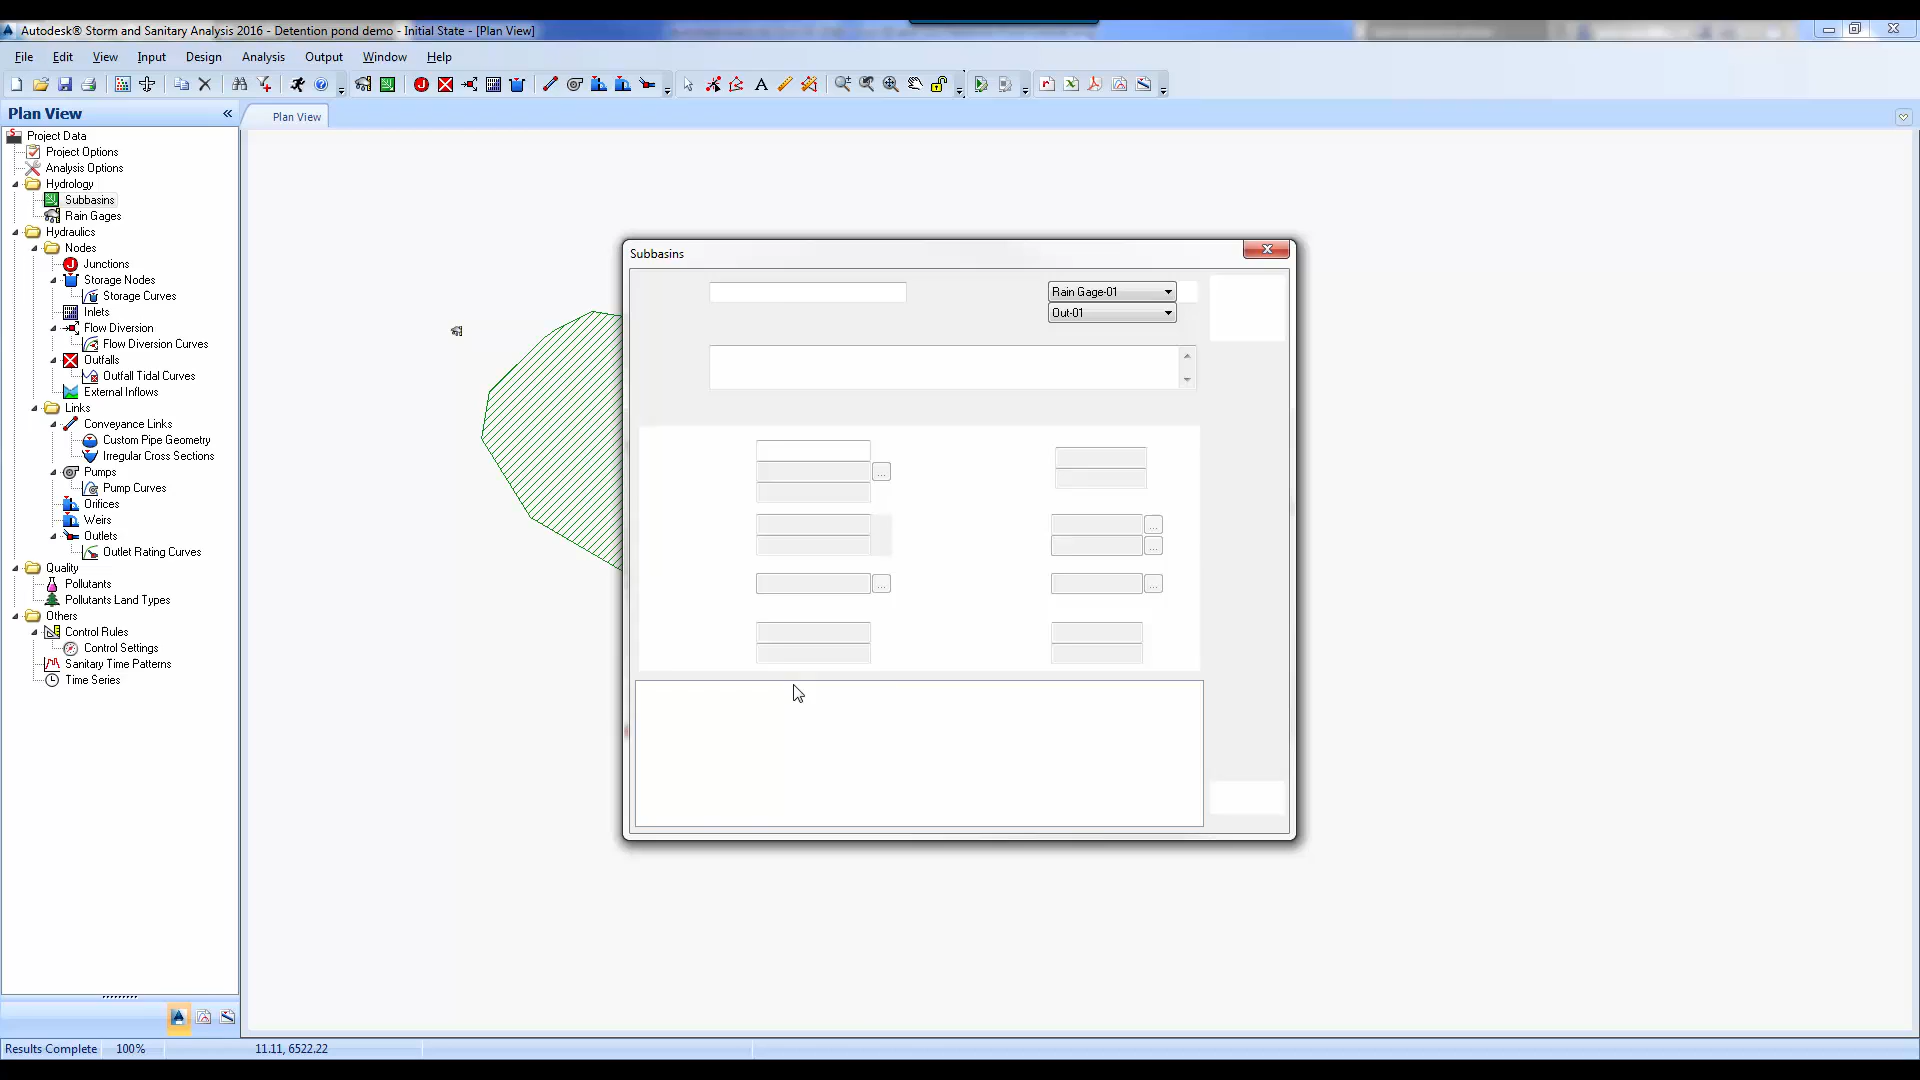 Autodesk® Storm and Sanitary Analysis 2016 - Detention pond demo - Initial State - [Plan View]
File Edit View Input Design Analysis Output Window Help
Plan View «
Plan View
Project Data
Project Options
Analysis Options
Hydrology
Subbasins
Rain Gages
Hydraulics
Nodes
Junctions
Storage Nodes
Storage Curves
Inlets
Flow Diversion
Flow Diversion Curves
Outfalls
Outfall Tidal Curves
External Inflows
Links
Conveyance Links
Custom Pipe Geometry
Irregular Cross Sections
Pumps
Pump Curves
Orifices
Weirs
Outlets
Outlet Rating Curves
Quality
Pollutants
Pollutants Land Types
Others
Control Rules
Control Settings
Sanitary Time Patterns
Time Series
Subbasins
Rain Gage-01
Out-01
...
... ...
...
... ...
Results Complete 100% 11.11, 6522.22